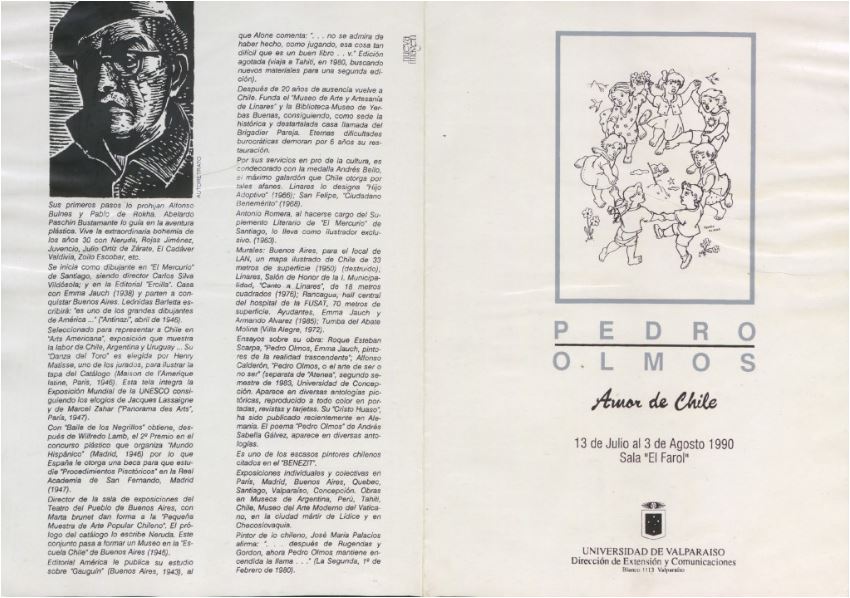 AUTORETRATO
Sus primeros pasos lo prohijan Alfonso
Bulnes y Pablo de Rokha. Abelardo
Paschín Bustamante lo guía en la aventura
plástica. Vive la extraordinaria bohemia de
los años 30 con Neruda, Rojas Jiménez,
Juvencio, Julio Ortiz de Zárate, El Cadáver
Valdivia, Zoilo Escobar, etc.
Se inicia como dibujante en "El Mercurio"
de Santiago, siendo director Carlos Silva
Vildósola; y en la Editorial "Ercilla". Casa
con Emma Jauch (1938) y parten a con-
quistar Buenos Aires. Leónidas Barletta es-
cribirá: "es uno de los grandes dibujantes
de América ..." ("Antinazi", abril de 1946).
Seleccionado para representar a Chile en
"Arts Americana", exposición que muestra
la labor de Chile, Argentina y Uruguay ... Su
"Danza del Toro" es elegida por Henry
Matisse, uno de los jurados, para ilustrar la
tapa del Catálogo (Maison de l'Amerique
latine, París, 1946). Esta tela integra la
Exposición Mundial de la UNESCO consi-
guiendo los elogios de Jacques Lassaigne
y de Marcel Zahar ("Panorama des Arts",
París, 1947).
Con "Baile de los Negrillos" obtiene, des-
pués de Wilfredo Lamb, el 2º Premio en el
concurso plástico que organiza "Mundo
Hispánico" (Madrid, 1946) por lo que
España le otorga una beca para que estu-
die "Procedimientos Pisctóricos" en la Real
Academia de San Fernando, Madrid
(1947).
Director de la sala de exposiciones del
Teatro del Pueblo de Buenos Aires, con
Marta brunet dan forma a la "Pequeña
Muestra de Arte Popular Chileno". El pró-
logo del catálogo lo escribe Neruda. Este
conjunto pasa a formar un Museo en la "Es-
cuela Chile" de Buenos Aires (1946).
Editorial América le publica su estudio
sobre "Gauguín" (Buenos Aires, 1943), al
que Alone comenta: ". . . no se admira de
haber hecho, como jugando, esa cosa tan
difícil que es un buen libro . . v." Edición
agotada (viaja a Tahiti, en 1980, buscando
nuevos materiales para una segunda edi-
ción).
Después de 20 años de ausencia vuelve a
Chile. Funda el "Museo de Arte y Artesanía
de Linares" y la Biblioteca-Museo de Yer-
bas Buenas, consiguiendo, como sede la
histórica y destartalada casa llamada del
Brigadier Pareja. Eternas dificultades
burocráticas demoran por 6 años su res-
tauración.
Por sus servicios en pro de la cultura, es
condecorado con la medalla Andrés Bello,
el máximo galardón que Chile otorga por
tales afanes. Linares lo designa "Hijo
Adoptivo" (1966); San Felipe, "Ciudadano
Benemérito" (1968).
Antonio Romera, al hacerse cargo del Su-
plemento Literario de "El Mercurio" de
Santiago, lo lleva como ilustrador exclu-
sivo. (1963).
Murales: Buenos Aires, para el local de
LAN, un mapa ilustrado de Chile de 33
metros de superficie (1950) (destruido);
Linares, Salón de Honor de la I. Municipa-
lidad, "Canto a Linares", de 18 metros
cuadrados (1976); Rancagua, hall central
del hospital de la FUSAT, 70 metros de
superficie. Ayudantes, Emma Jauch y
Armando Alvarez (1985); Tumba del Abate
Molina (Villa Alegre, 1972).
Ensayos sobre su obra: Roque Esteban
Scarpa, "Pedro Olmos, Emma Jauch, pinto-
res de la realidad trascendente"; Alfonso
Calderón, "Pedro Olmos, o el arte de ser o
no ser" (separata de "Atenea", segundo se-
mestre de 1983, Universidad de Concep-
ción. Aparece en diversas antologías pic-
tóricas, reproducido a todo color en por-
tadas, revistas y tarjetas. Su "Cristo Huaso",
ha sido publicado recientemente en Ale-
mania. El poema "Pedro Olmos" de Andrés
Sabella Gálvez, aparece en diversas anto-
logías.
Es uno de los escasos pintores chilenos
citados en el "BENEZIT".
Exposiciones individuales y colectivas en
París, Madrid, Buenos Aires, Quebec,
Santiago, Valparaíso, Concepción. Obras
en Museos de Argentina, Perú, Tahiti,
Chile, Museo del Arte Moderno del Vatica-
no, en la ciudad mártir de Lídice y en
Checoslovaquia.
Pintor de lo chileno, José María Palacios
afirma: ". . . después de Rugendas y
Gordon, ahora Pedro Olmos mantiene en-
cendida la llama . . ." (La Segunda, 1º de
Febrero de 1980).
PEDRO
OLMOS
Amor de Chile
13 de Julio al 3 de Agosto 1990
Sala "El Farol"
UNIVERSIDAD DE VALPARAISO
Dirección de Extensión y Comunicaciones
Blanco 1113 Valparaíso